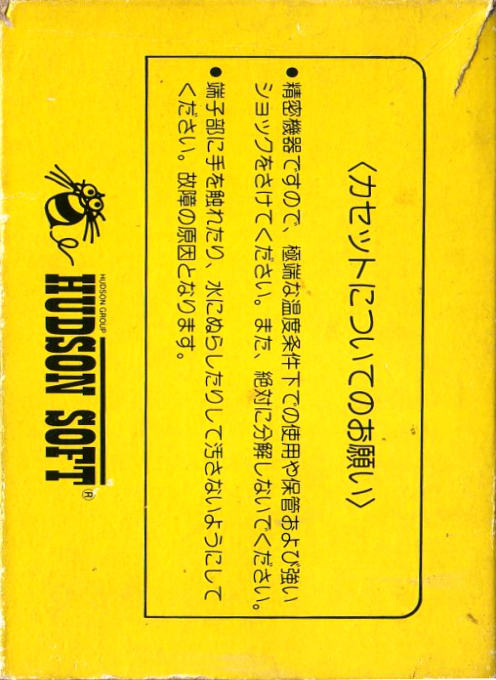 〈カセットについてのお願い〉
●精密機器ですので、極端な温度条件下での使用や保管および強い
ショックをさけてください。また、絶対に分解しないでください。
●端子部に手を触れたり、水にぬらしたりして汚さないようにして
ください。故障の原因となります。
HUDSON GROUP
HUDSON SOFT®